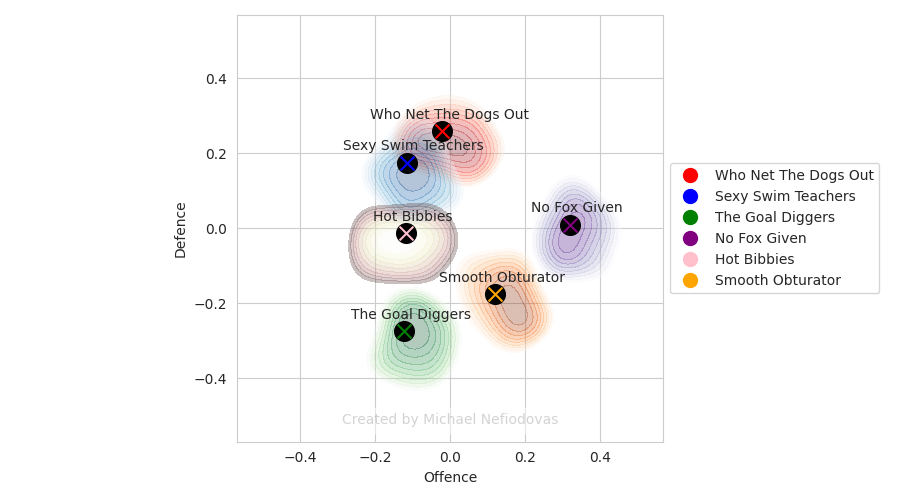 0.4
0.2
0.0
−0.2
−0.4
−0.4
−0.2
0.0
0.2
0.4
Defence
Offence
Who Net The Dogs Out
Sexy Swim Teachers
No Fox Given
Hot Bibbies
Smooth Obturator
The Goal Diggers
Created by Michael Nefiodovas
Who Net The Dogs Out
Sexy Swim Teachers
The Goal Diggers
No Fox Given
Hot Bibbies
Smooth Obturator